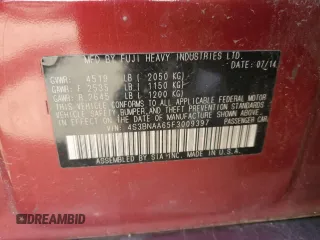 MFD BY FUJI HEAVY INDUSTRIES LTD.
DATE: 07/14
GVWR: 4519 LB ( 2050 KG)
GAWR: F 2535 LB ( 1150 KG)
GAWR: R 2645 LB ( 1200 KG)
THIS VEHICLE CONFORMS TO ALL APPLICABLE FEDERAL MOTOR
VEHICLE SAFETY BUMPER AND THEFT PREVENTION STANDARDS
IN EFFECT ON THE DATE OF MANUFACTURE SHOWN ABOVE.
VIN: 4S3BNAA65F3009397
PASSENGER CAR
ASSEMBLED BY SIA-INC. MADE IN U.S.A.
DREAMBID